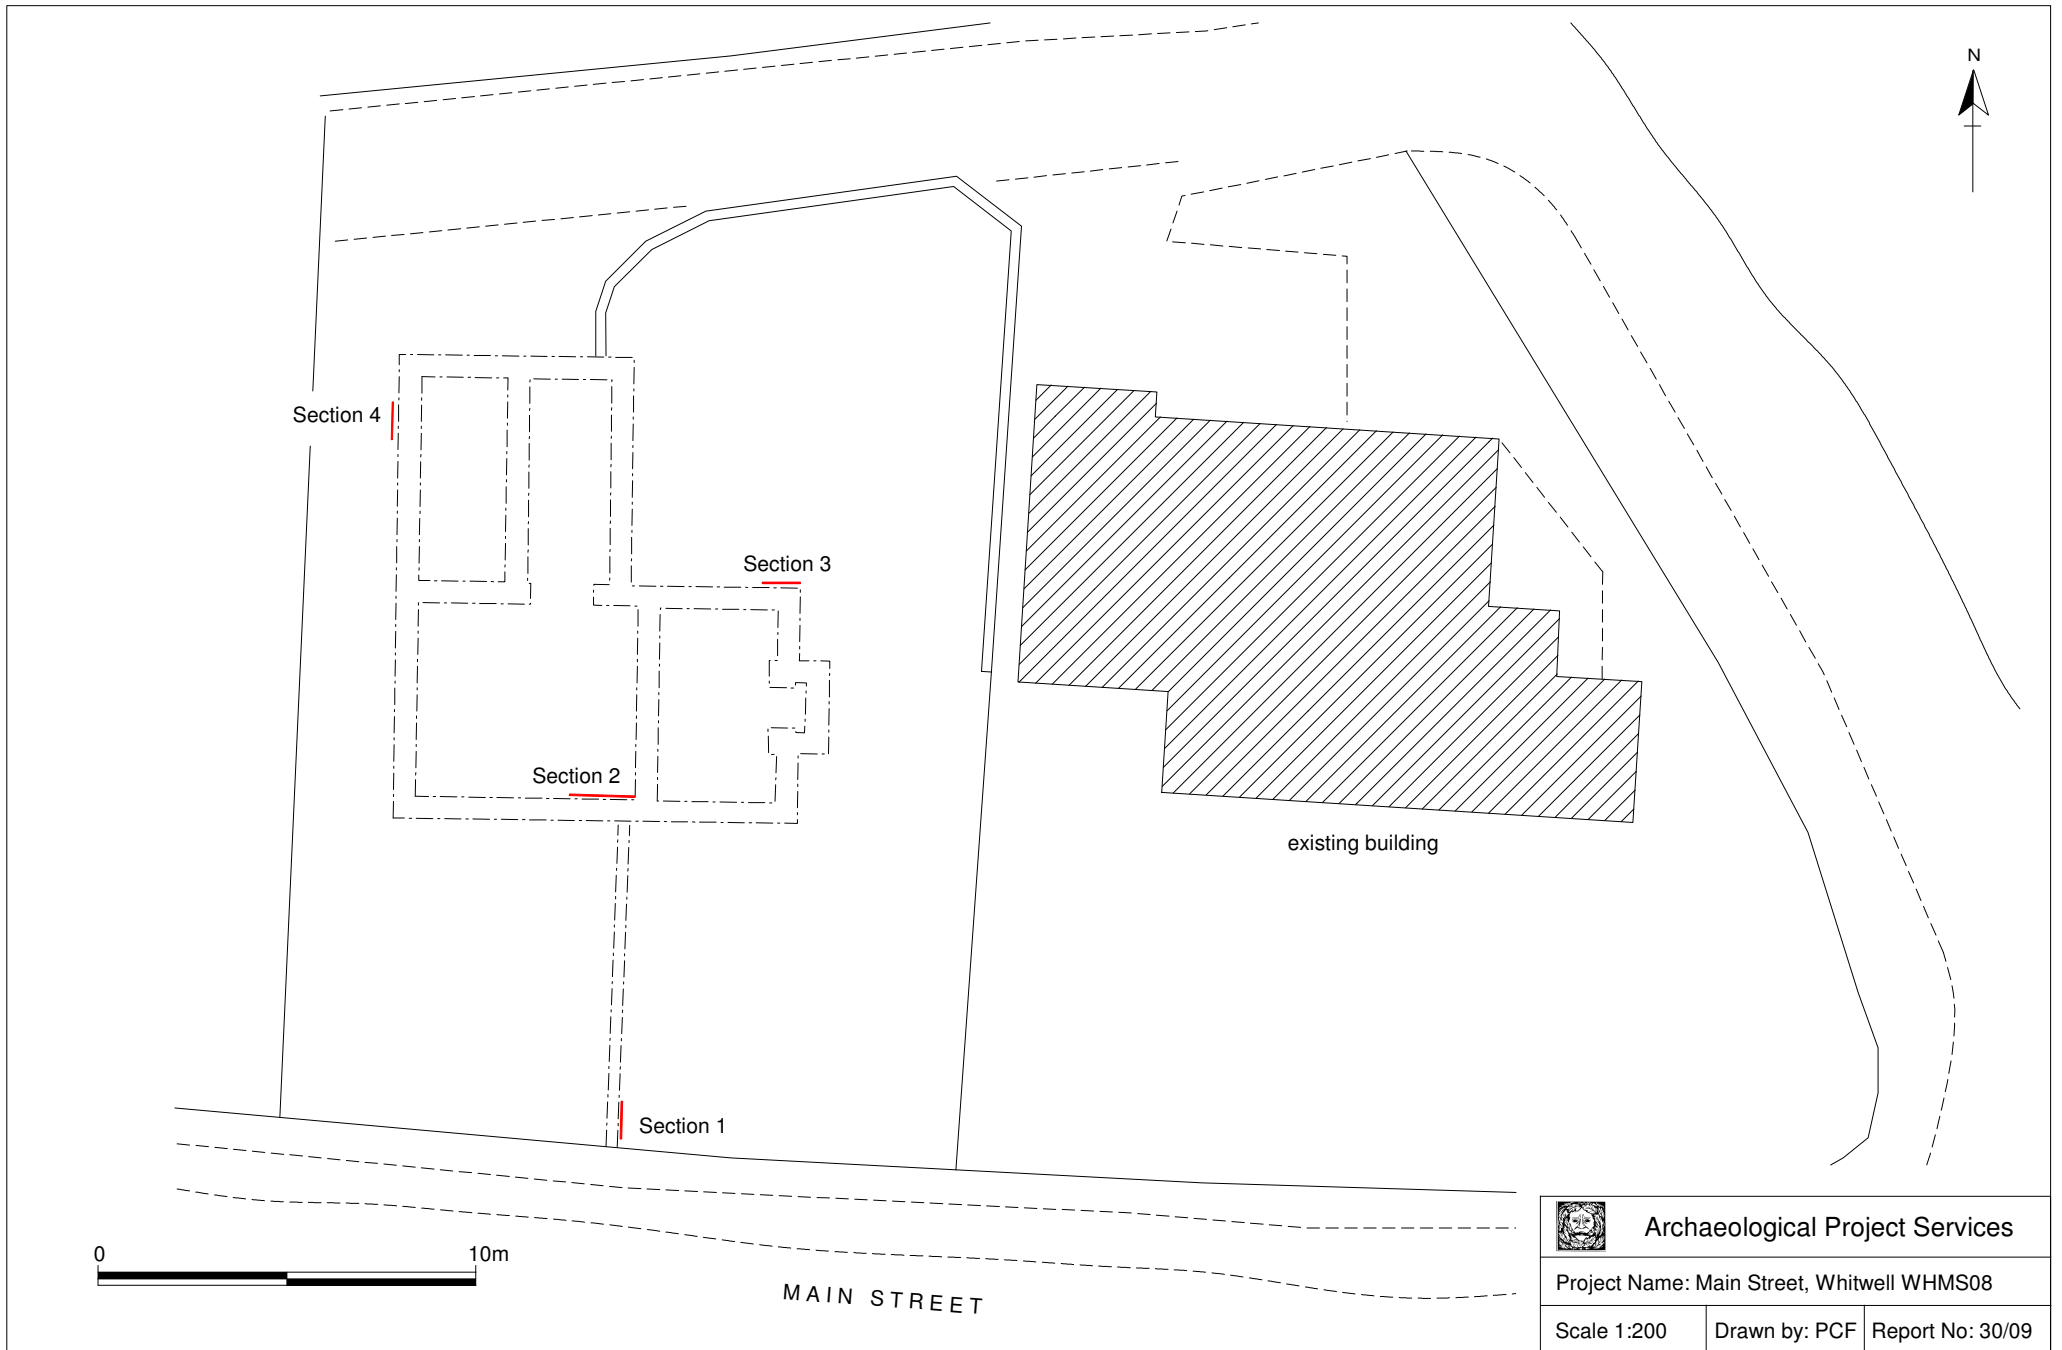 N
Section 4
Section 3
Section 2
existing building
Section 1
0 10m
MAIN STREET
Archaeological Project Services
Project Name: Main Street, Whitwell WHMS08
Scale 1:200 Drawn by: PCF Report No: 30/09